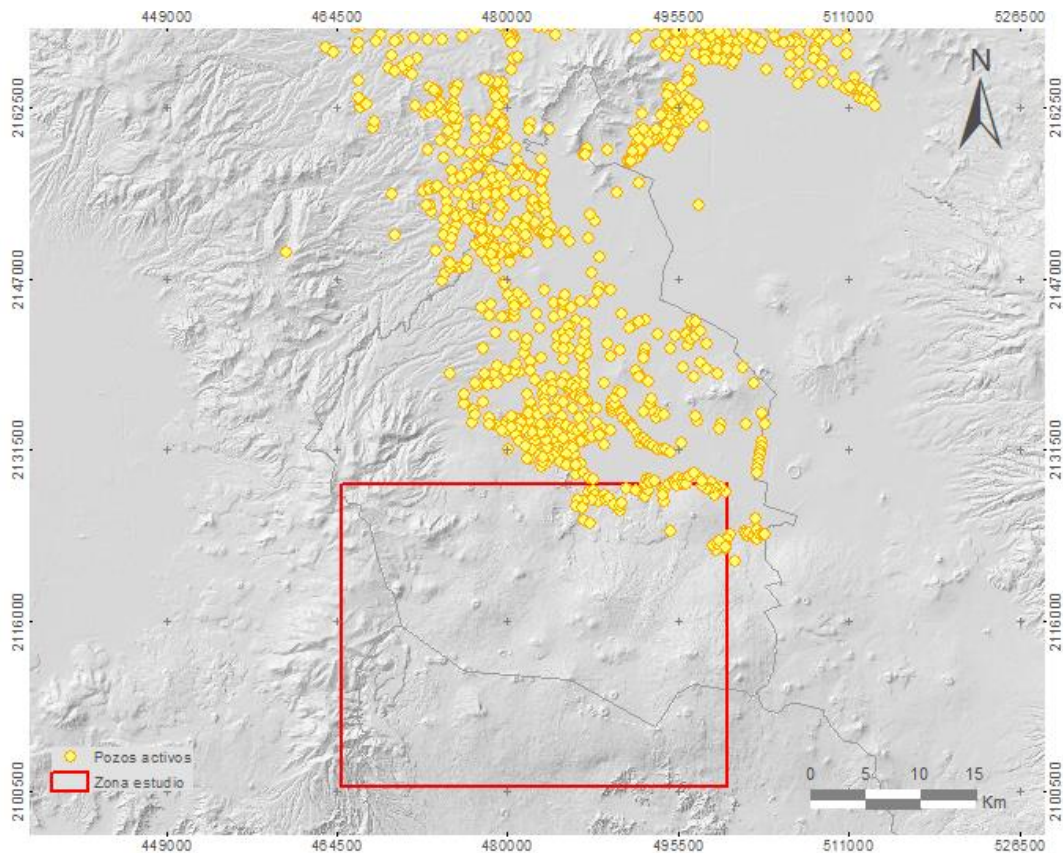 449000 464500 480000 495500 511000 526500
N
2162500 2162500
2147000 2147000
2131500 2131500
2116000 2116000
Pozos activos
Zona estudio
0 5 10 15
Km
2100500 2100500
449000 464500 480000 495500 511000 526500